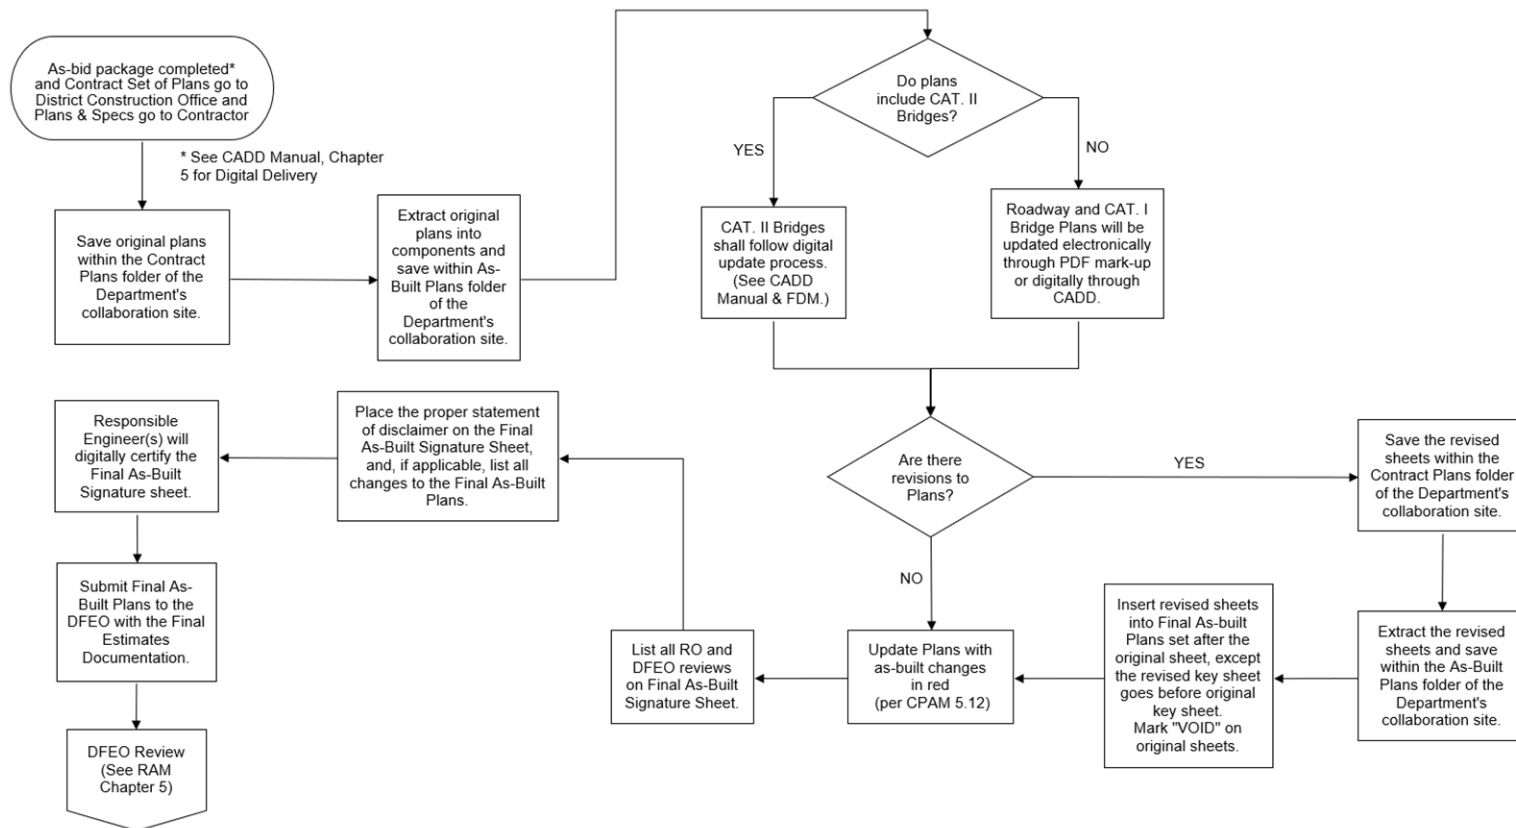 As-bid package completed*
and Contract Set of Plans go to
District Construction Office and
Plans & Specs go to Contractor
* See CADD Manual, Chapter
5 for Digital Delivery
Save original plans
within the Contract
Plans folder of the
Department's
collaboration site.
Extract original
plans into
components and
save within As-
Built Plans folder
of the
Department's
collaboration site.
Do plans
include CAT. II
Bridges?
YES
NO
CAT. II Bridges
shall follow digital
update process.
(See CADD
Manual & FDM.)
Roadway and CAT. I
Bridge Plans will be
updated electronically
through PDF mark-up
or digitally through
CADD.
Are there
revisions to
Plans?
YES
NO
Save the revised
sheets within the
Contract Plans folder
of the Department's
collaboration site.
Extract the revised
sheets and save
within the As-Built
Plans folder of the
Department's
collaboration site.
Insert revised sheets
into Final As-built
Plans set after the
original sheet, except
the revised key sheet
goes before original
key sheet.
Mark "VOID" on
original sheets.
Update Plans with
as-built changes
in red
(per CPAM 5.12)
List all RO and
DFEO reviews
on Final As-Built
Signature Sheet.
Place the proper statement
of disclaimer on the Final
As-Built Signature Sheet,
and, if applicable, list all
changes to the Final As-Built
Plans.
Responsible
Engineer(s) will
digitally certify the
Final As-Built
Signature sheet.
Submit Final As-
Built Plans to the
DFEO with the Final
Estimates
Documentation.
DFEO Review
(See RAM
Chapter 5)